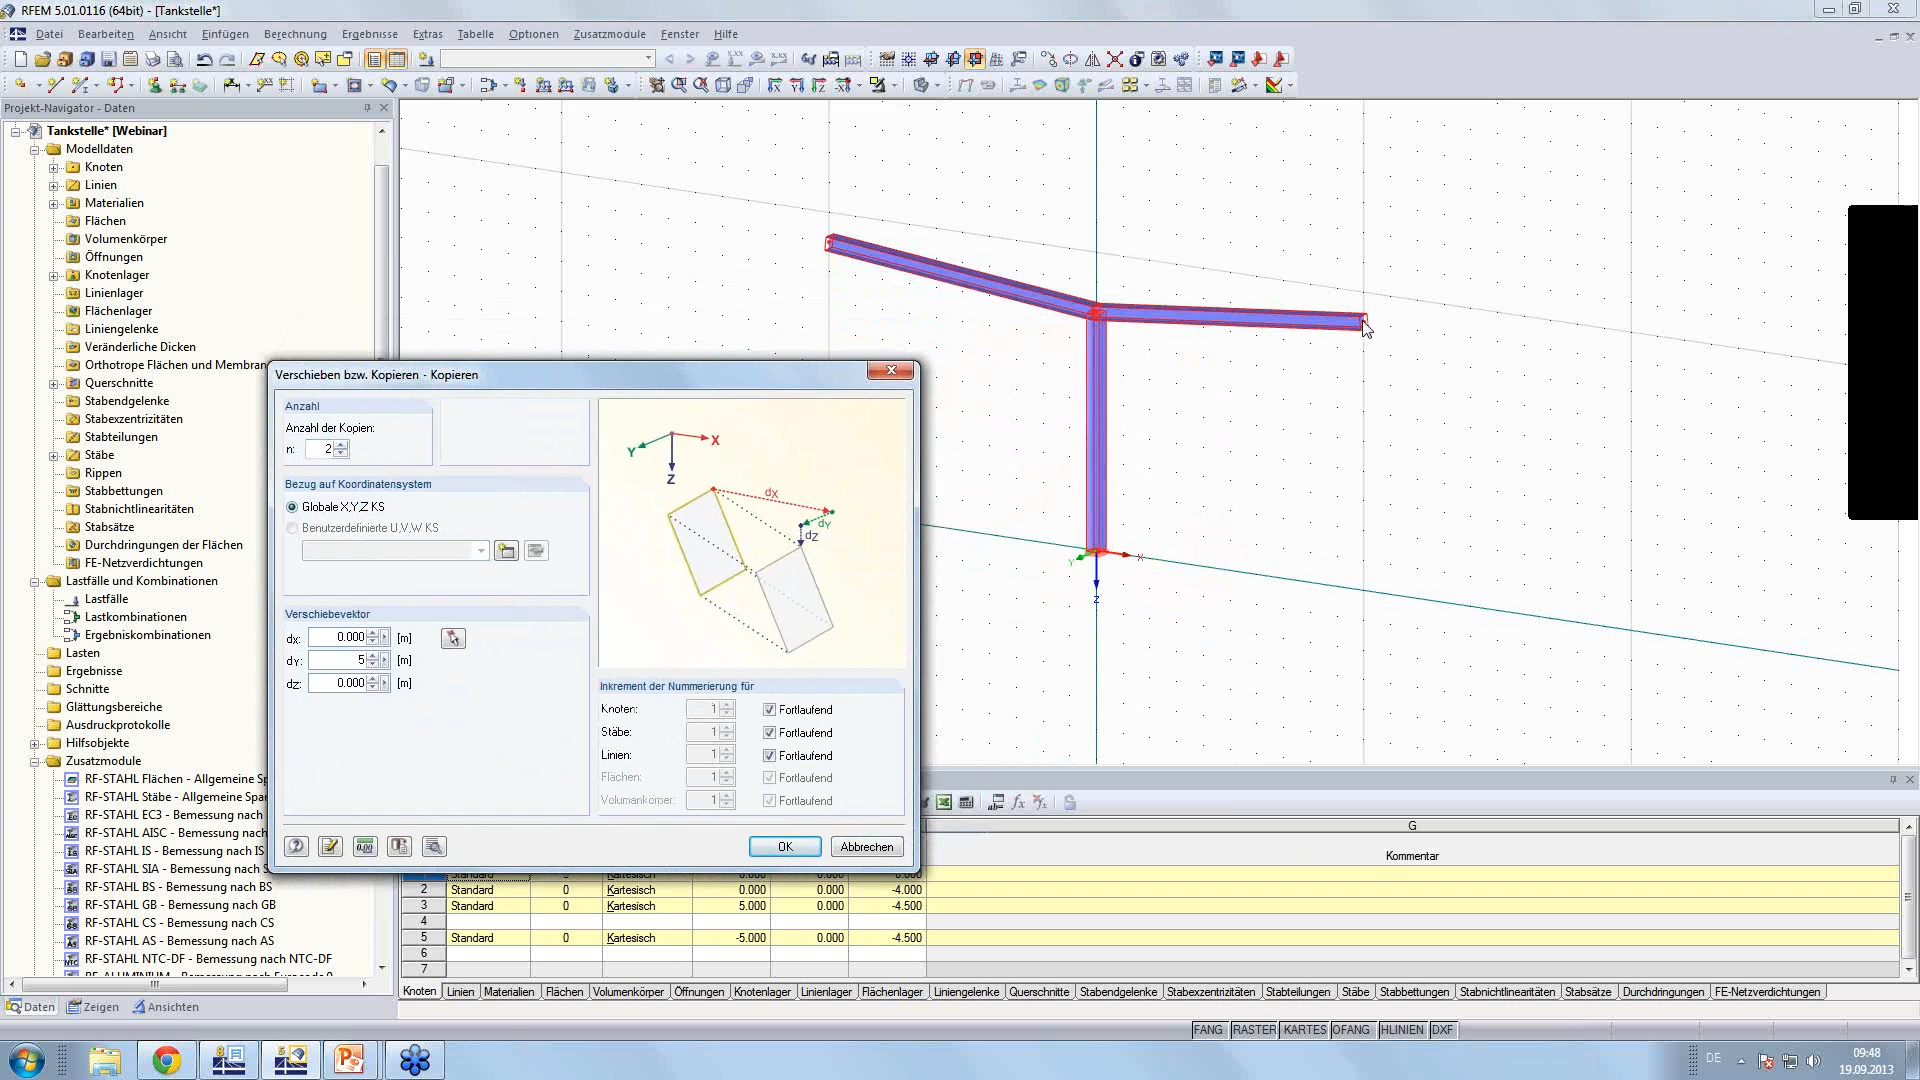 RFEM 5.01.0116 (64bit) - [Tankstelle*]
Datei Bearbeiten Ansicht Einfügen Berechnung Ergebnisse Extras Tabelle Optionen Zusatzmodule Fenster Hilfe
Projekt-Navigator - Daten
Tankstelle* [Webinar]
Modelldaten
Knoten
Linien
Materialien
Flächen
Volumenkörper
Öffnungen
Knotenlager
Linienlager
Flächenlager
Liniengelenke
Veränderliche Dicken
Orthotrope Flächen und Membran
Querschnitte
Stabendgelenke
Stabexzentrizitäten
Stabteilungen
Stäbe
Rippen
Stabbettungen
Stabnichtlinearitäten
Stabsätze
Durchdringungen der Flächen
FE-Netzverdichtungen
Lastfälle und Kombinationen
Lastfälle
Lastkombinationen
Ergebniskombinationen
Lasten
Ergebnisse
Schnitte
Glättungsbereiche
Ausdruckprotokolle
Hilfsobjekte
Zusatzmodule
RF-STAHL Flächen - Allgemeine Sp
RF-STAHL Stäbe - Allgemeine Spar
RF-STAHL EC3 - Bemessung nach
RF-STAHL AISC - Bemessung nach
RF-STAHL IS - Bemessung nach IS
RF-STAHL SIA - Bemessung nach S
RF-STAHL BS - Bemessung nach BS
RF-STAHL GB - Bemessung nach GB
RF-STAHL CS - Bemessung nach CS
RF-STAHL AS - Bemessung nach AS
RF-STAHL NTC-DF - Bemessung nach NTC-DF
Daten Zeigen Ansichten
Verschieben bzw. Kopieren - Kopieren
Anzahl
Anzahl der Kopien:
n: 2
Bezug auf Koordinatensystem
Globale X,Y,Z KS
Benutzerdefinierte U,V,W KS
Verschiebevektor
dX: 0.000 [m]
dY: 5 [m]
dZ: 0.000 [m]
X
Y
Z
dX
dY
dZ
Inkrement der Nummerierung für
Knoten: 1 Fortlaufend
Stäbe: 1 Fortlaufend
Linien: 1 Fortlaufend
Flächen: 1 Fortlaufend
Volumenkörper: 1 Fortlaufend
OK Abbrechen
Y X
Z
G
Kommentar
2 Standard 0 Kartesisch 0.000 0.000 -4.000
3 Standard 0 Kartesisch 5.000 0.000 -4.500
4
5 Standard 0 Kartesisch -5.000 0.000 -4.500
6
7
Knoten Linien Materialien Flächen Volumenkörper Öffnungen Knotenlager Linienlager Flächenlager Liniengelenke Querschnitte Stabendgelenke Stabexzentrizitäten Stabteilungen Stäbe Stabbettungen Stabnichtlinearitäten Stabsätze Durchdringungen FE-Netzverdichtungen
FANG RASTER KARTES OFANG HLINIEN DXF
DE
09:48
19.09.2013